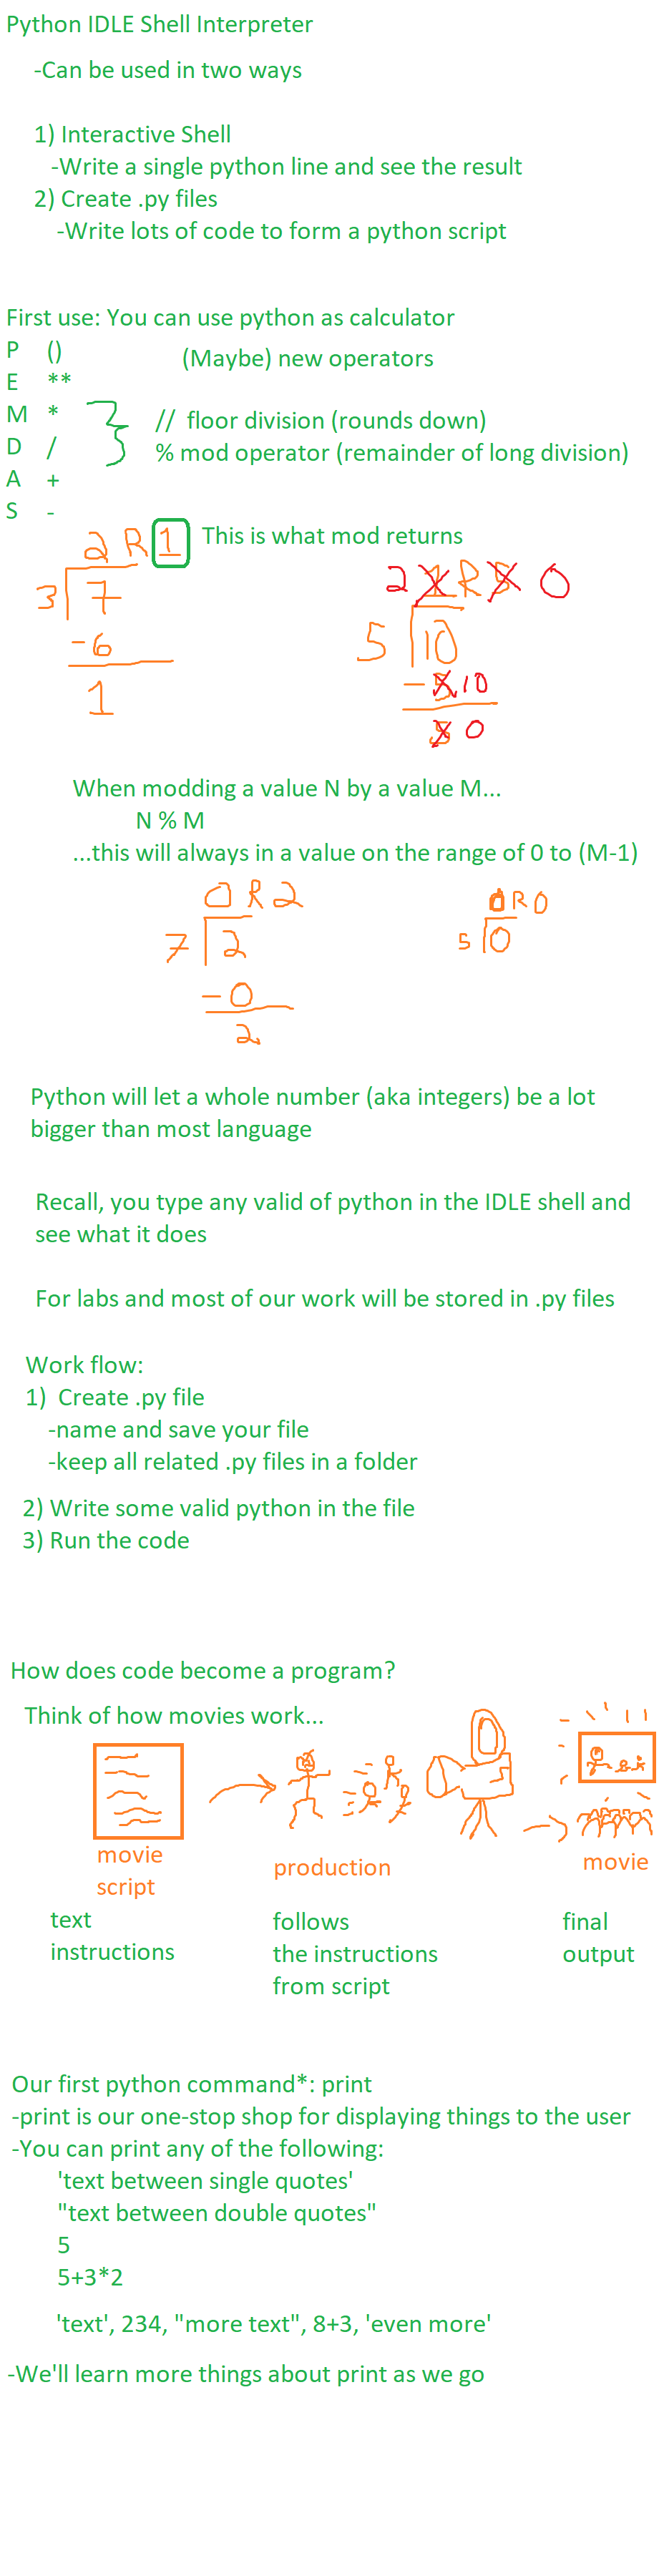 Python IDLE Shell Interpreter
-Can be used in two ways
1) Interactive Shell
-Write a single python line and see the result
2) Create .py files
-Write lots of code to form a python script
First use: You can use python as calculator
P ()
(Maybe) new operators
E **
M *
// floor division (rounds down)
D /
% mod operator (remainder of long division)
A +
S -
2 R 1
This is what mod returns
3 7
-6
1
2 1 R 5 0
5 10
- 5 10
5 0
When modding a value N by a value M...
N % M
...this will always in a value on the range of 0 to (M-1)
0 R 2
7 2
-0
2
0 R 0
5 0
Python will let a whole number (aka integers) be a lot
bigger than most language
Recall, you type any valid of python in the IDLE shell and
see what it does
For labs and most of our work will be stored in .py files
Work flow:
1) Create .py file
-name and save your file
-keep all related .py files in a folder
2) Write some valid python in the file
3) Run the code
How does code become a program?
Think of how movies work...
movie
script
production
movie
text
instructions
follows
the instructions
from script
final
output
Our first python command*: print
-print is our one-stop shop for displaying things to the user
-You can print any of the following:
'text between single quotes'
"text between double quotes"
5
5+3*2
'text', 234, "more text", 8+3, 'even more'
-We'll learn more things about print as we go